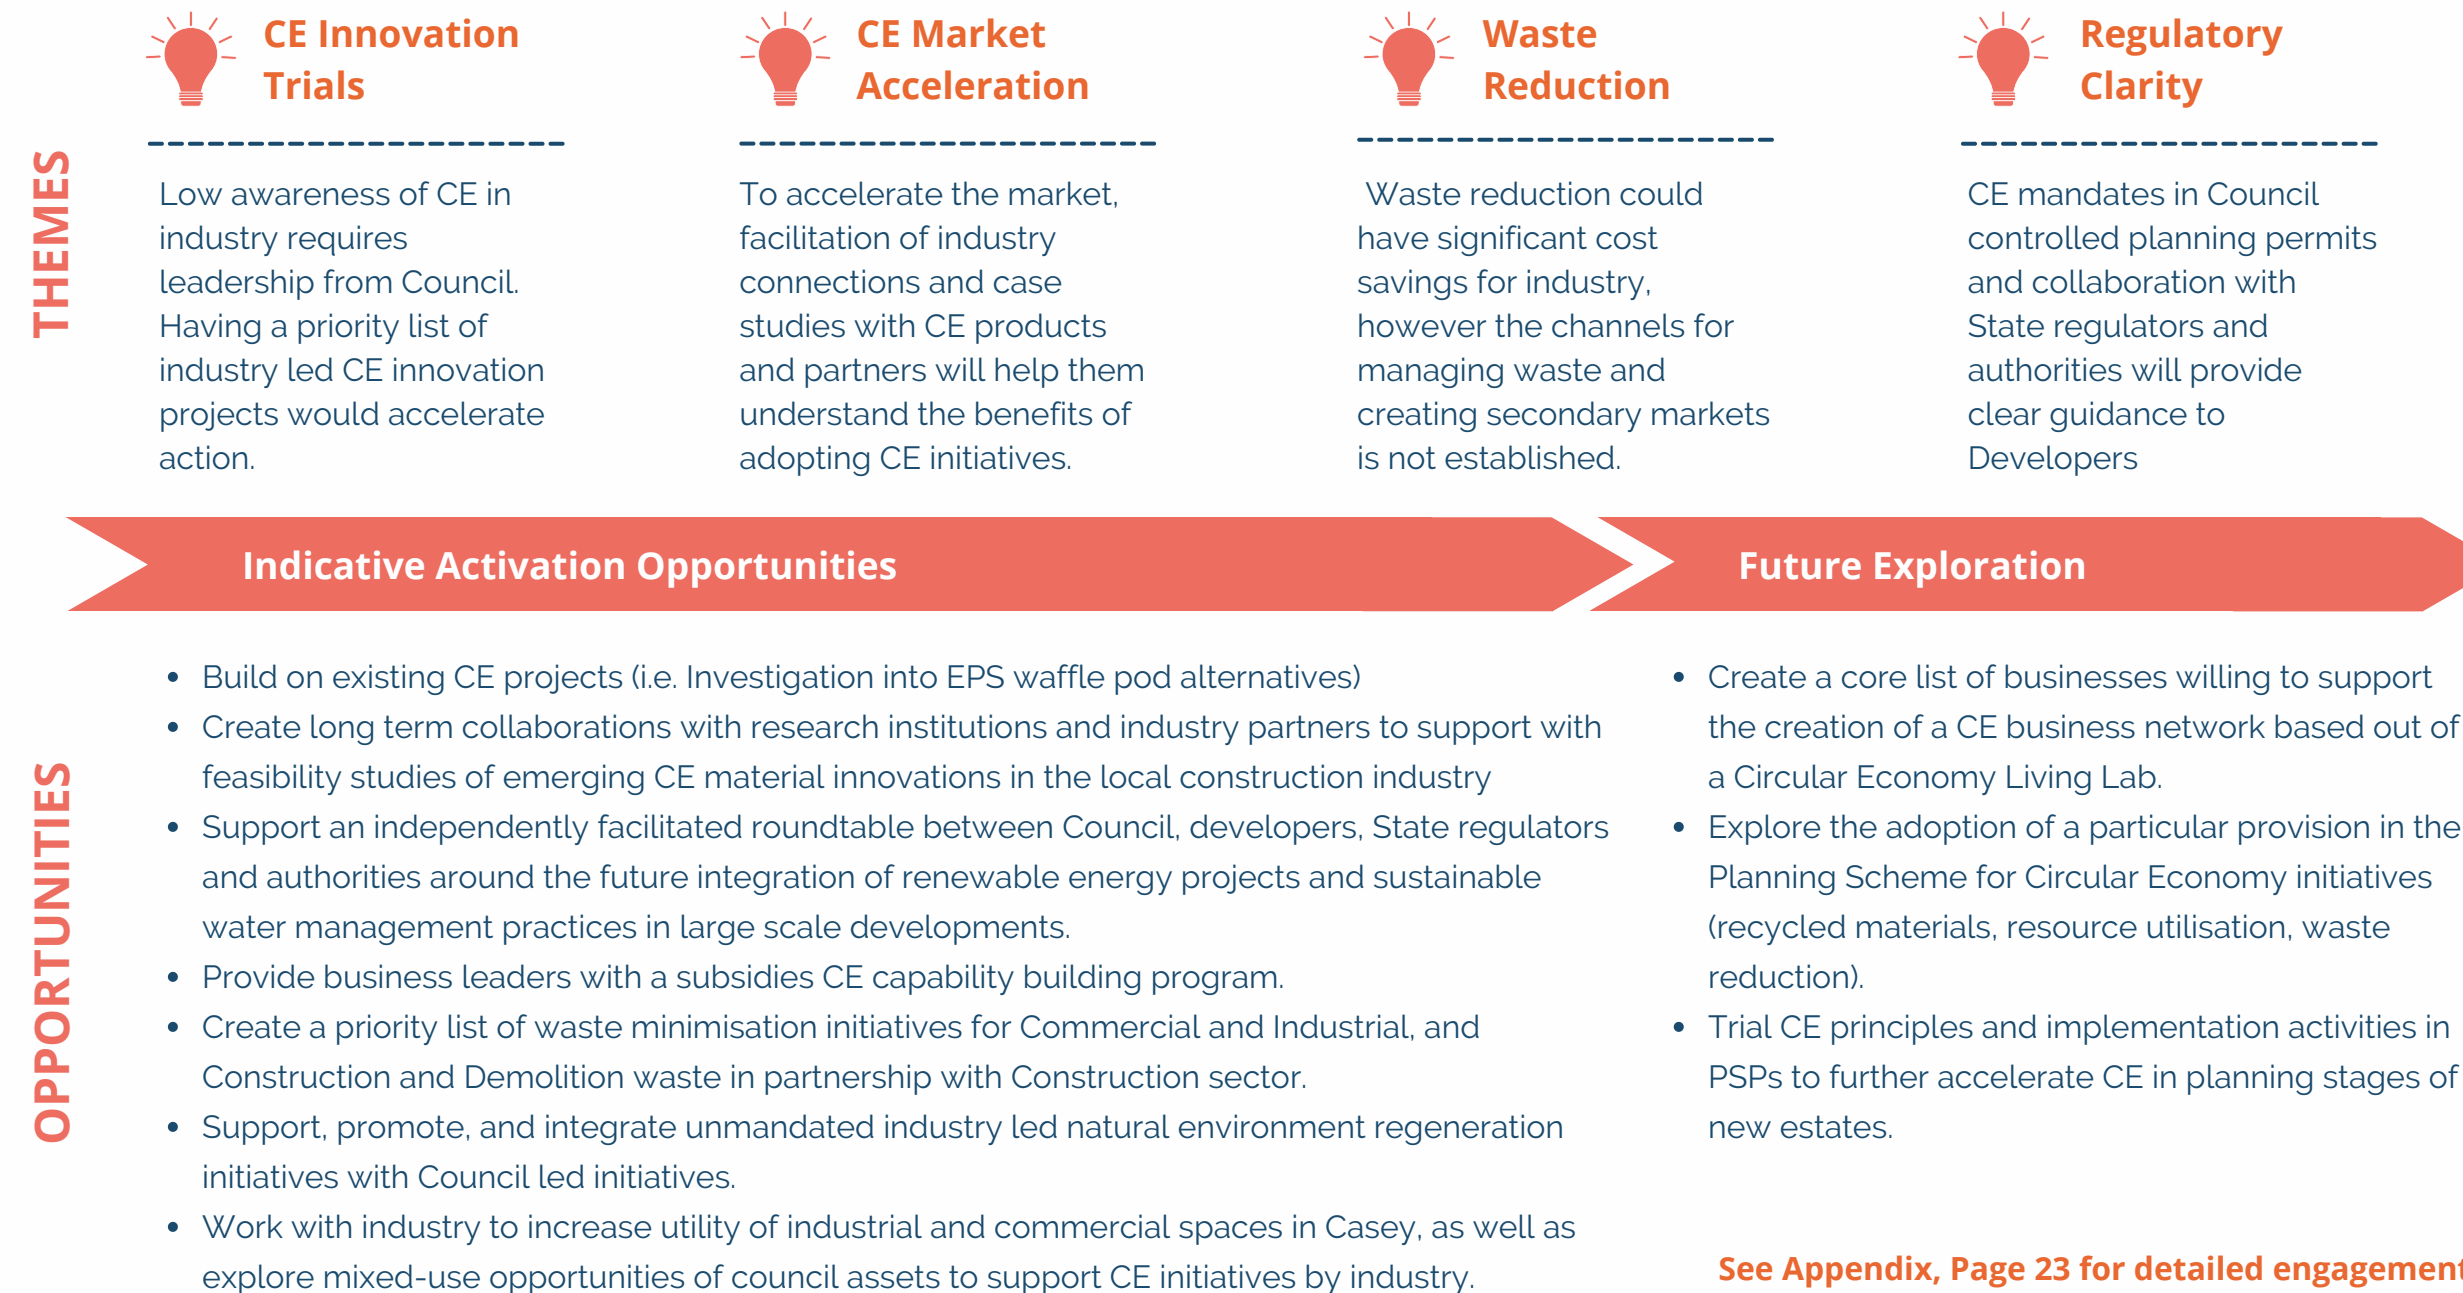 THEMES
CE Innovation
Trials
Low awareness of CE in
industry requires
leadership from Council.
Having a priority list of
industry led CE innovation
projects would accelerate
action.
CE Market
Acceleration
To accelerate the market,
facilitation of industry
connections and case
studies with CE products
and partners will help them
understand the benefits of
adopting CE initiatives.
Waste
Reduction
Waste reduction could
have significant cost
savings for industry,
however the channels for
managing waste and
creating secondary markets
is not established.
Regulatory
Clarity
CE mandates in Council
controlled planning permits
and collaboration with
State regulators and
authorities will provide
clear guidance to
Developers
OPPORTUNITIES
Indicative Activation Opportunities
• Build on existing CE projects (i.e. Investigation into EPS waffle pod alternatives)
• Create long term collaborations with research institutions and industry partners to support with
feasibility studies of emerging CE material innovations in the local construction industry
• Support an independently facilitated roundtable between Council, developers, State regulators
and authorities around the future integration of renewable energy projects and sustainable
water management practices in large scale developments.
• Provide business leaders with a subsidies CE capability building program.
• Create a priority list of waste minimisation initiatives for Commercial and Industrial, and
Construction and Demolition waste in partnership with Construction sector.
• Support, promote, and integrate unmandated industry led natural environment regeneration
initiatives with Council led initiatives.
• Work with industry to increase utility of industrial and commercial spaces in Casey, as well as
explore mixed-use opportunities of council assets to support CE initiatives by industry.
Future Exploration
• Create a core list of businesses willing to support
the creation of a CE business network based out of
a Circular Economy Living Lab.
• Explore the adoption of a particular provision in the
Planning Scheme for Circular Economy initiatives
(recycled materials, resource utilisation, waste
reduction).
• Trial CE principles and implementation activities in
PSPs to further accelerate CE in planning stages of
new estates.
See Appendix, Page 23 for detailed engagement